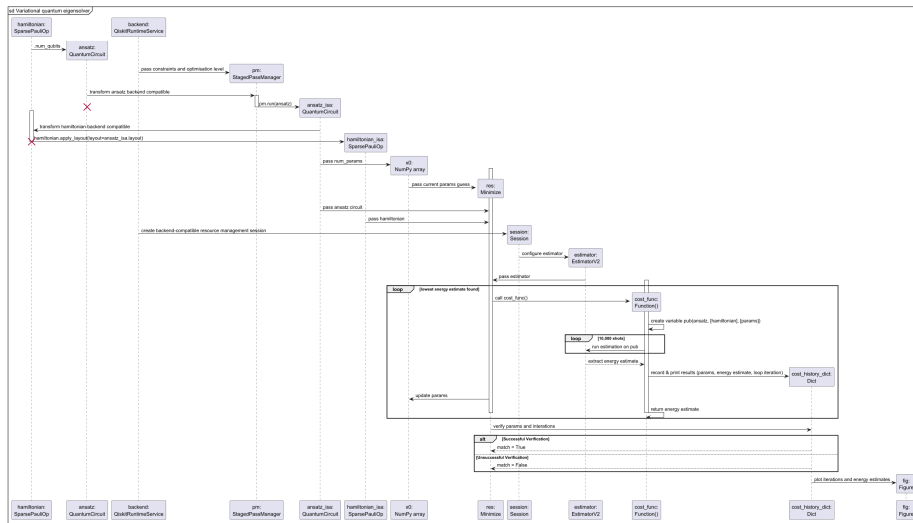 sd Variational quantum eigensolver
hamiltonian:
SparsePauliOp
backend:
QiskitRuntimeService
.num_qubits
ansatz:
QuantumCircuit
pass constraints and optimisation level
pm:
StagedPassManager
transform ansatz backend compatible
pm.run(ansatz)
ansatz_isa:
QuantumCircuit
transform hamiltonian backend compatible
hamiltonian.apply_layout(layout=ansatz_isa.layout)
hamiltonian_isa:
SparsePauliOp
pass num_params
x0:
NumPy array
pass current params guess
res:
Minimize
pass ansatz circuit
pass hamiltonian
create backend-compatible resource management session
session:
Session
configure estimator
estimator:
EstimatorV2
pass estimator
loop [lowest energy estimate found]
call cost_func()
cost_func:
Function()
create variable pub(ansatz, [hamiltonian], [params])
loop [10,000 shots]
run estimation on pub
extract energy estimate
record & print results (params, energy estimate, loop iteration)
cost_history_dict:
Dict
update params
return energy estimate
verify params and interations
alt [Successful Verification]
match = True
[Unsuccessful Verification]
match = False
plot iterations and energy estimates
fig:
Figure
hamiltonian:
SparsePauliOp
ansatz:
QuantumCircuit
backend:
QiskitRuntimeService
pm:
StagedPassManager
ansatz_isa:
QuantumCircuit
hamiltonian_isa:
SparsePauliOp
x0:
NumPy array
res:
Minimize
session:
Session
estimator:
EstimatorV2
cost_func:
Function()
cost_history_dict:
Dict
fig:
Figure